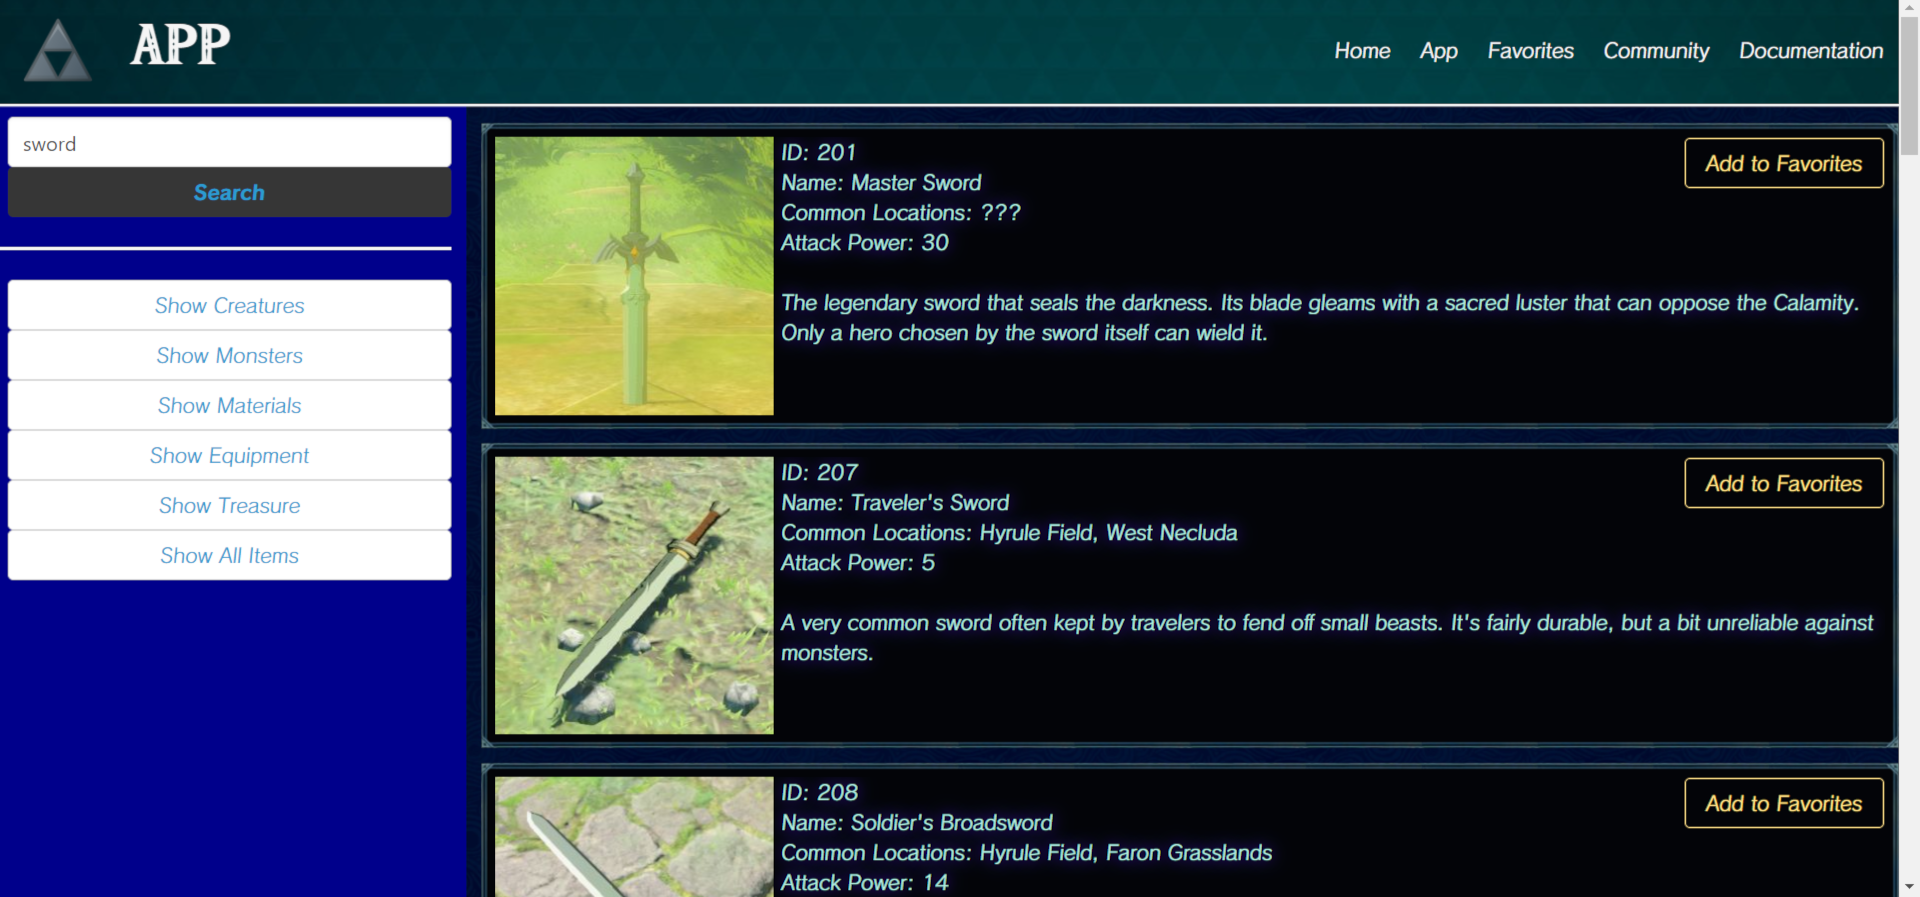 APP
Home App Favorites Community Documentation
sword
Search
Show Creatures
Show Monsters
Show Materials
Show Equipment
Show Treasure
Show All Items
ID: 201
Name: Master Sword
Common Locations: ???
Attack Power: 30
Add to Favorites
The legendary sword that seals the darkness. Its blade gleams with a sacred luster that can oppose the Calamity.
Only a hero chosen by the sword itself can wield it.
ID: 207
Name: Traveler's Sword
Common Locations: Hyrule Field, West Necluda
Attack Power: 5
Add to Favorites
A very common sword often kept by travelers to fend off small beasts. It's fairly durable, but a bit unreliable against
monsters.
ID: 208
Name: Soldier's Broadsword
Common Locations: Hyrule Field, Faron Grasslands
Attack Power: 14
Add to Favorites